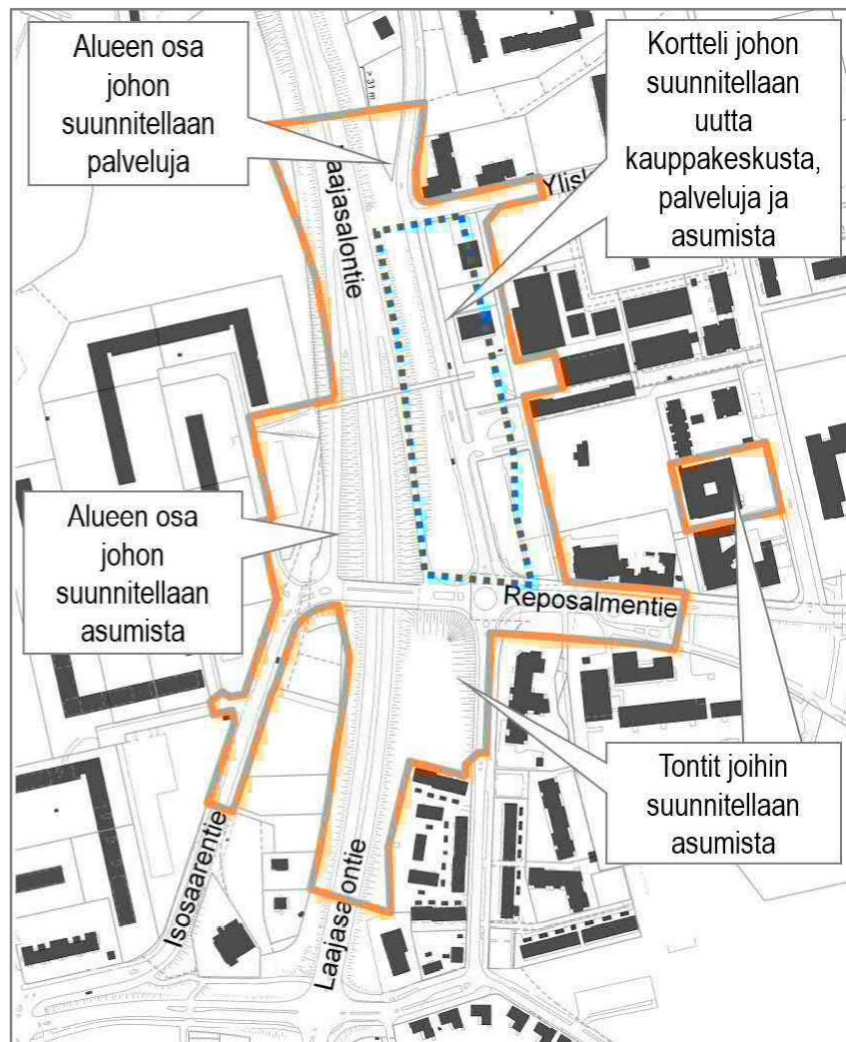 Alueen osa
johon
suunnitellaan
palveluja
Kortteli johon
suunnitellaan
uutta
kauppakeskusta,
palveluja ja
asumista
> 31 m
Laajasalontie
Ylisk
Alueen osa
johon
suunnitellaan
asumista
Reposalmentie
Tontit joihin
suunnitellaan
asumista
Isosaarentie
Laajasalontie